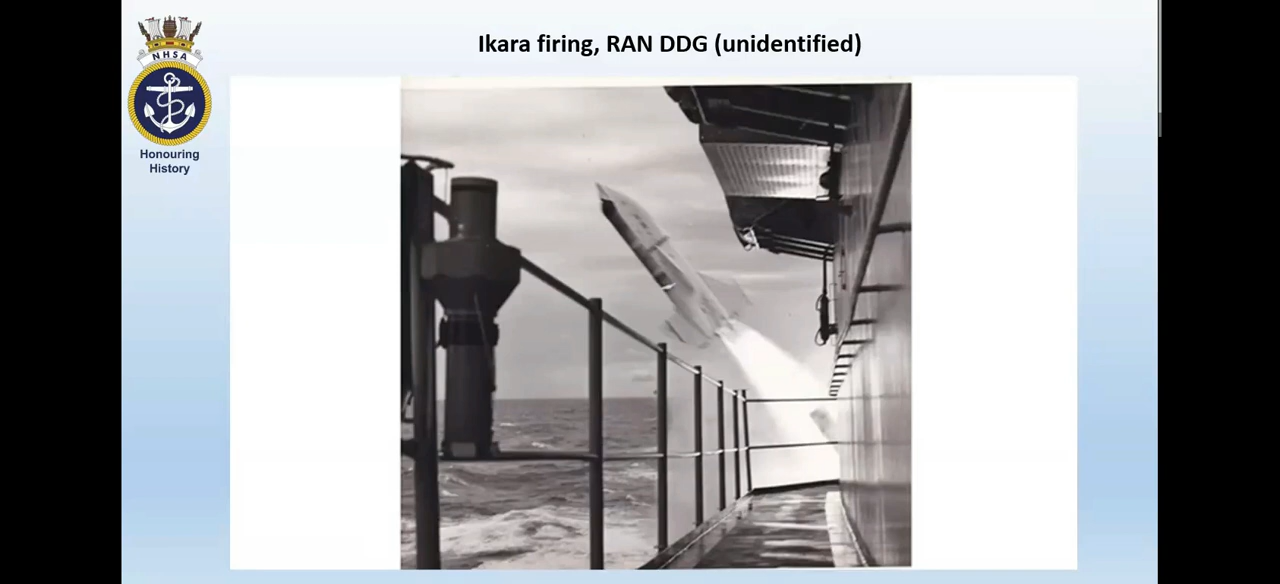 Ikara firing, RAN DDG (unidentified)
NHSA
Honouring
History